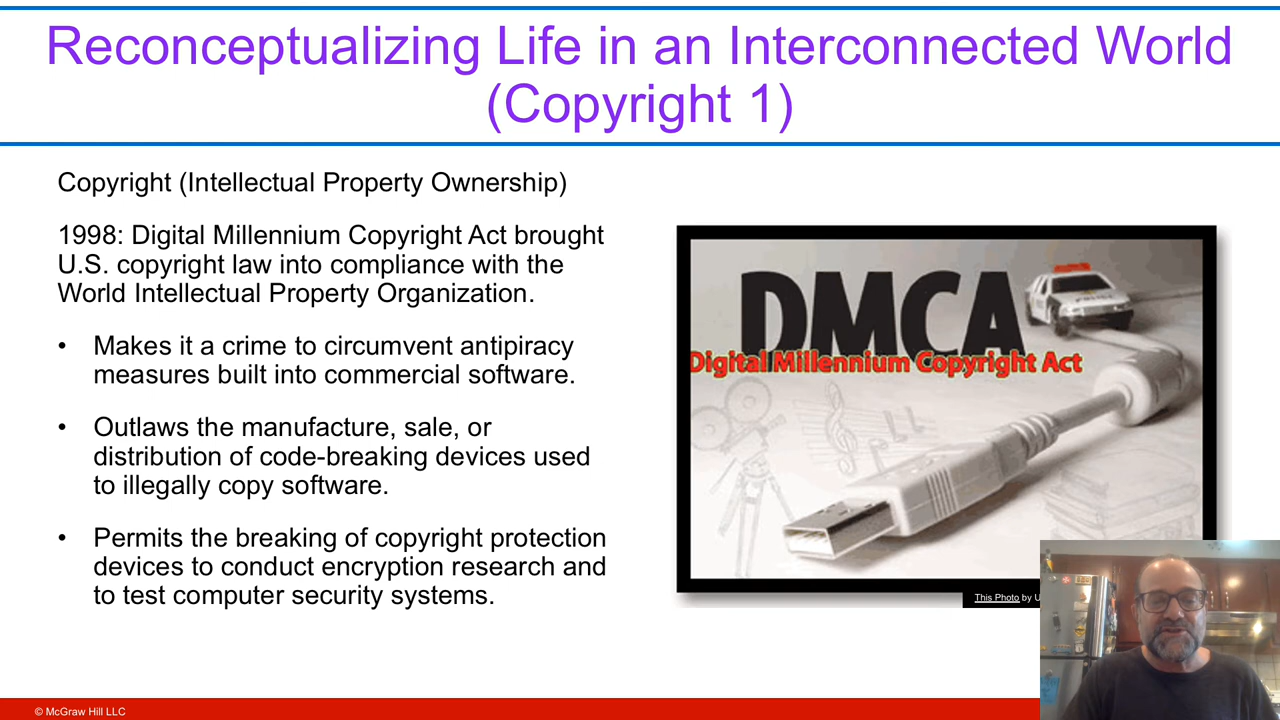 Reconceptualizing Life in an Interconnected World
(Copyright 1)
Copyright (Intellectual Property Ownership)
1998: Digital Millennium Copyright Act brought
U.S. copyright law into compliance with the
World Intellectual Property Organization.
• Makes it a crime to circumvent antipiracy
measures built into commercial software.
• Outlaws the manufacture, sale, or
distribution of code-breaking devices used
to illegally copy software.
• Permits the breaking of copyright protection
devices to conduct encryption research and
to test computer security systems.
DMCA
Digital Millennium Copyright Act
POLICE
This Photo by U
© McGraw Hill LLC